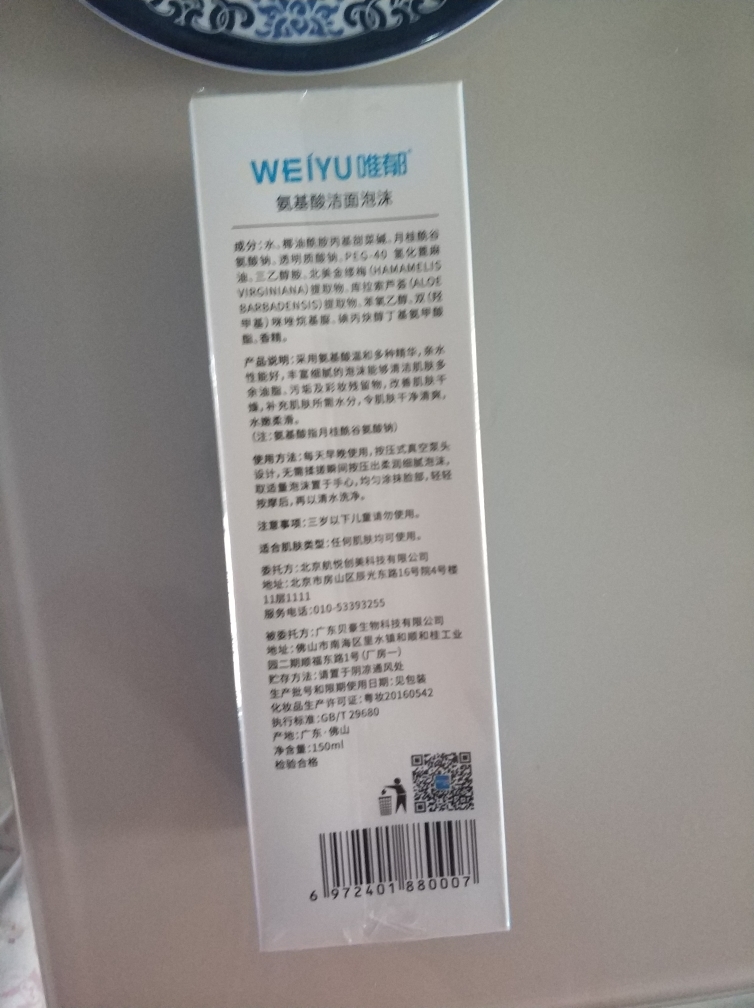 WEIYU唯郁
氨基酸洁面泡沫
成分:水、椰油酰胺丙基甜菜碱、月桂酰谷
氨酸钠、透明质酸钠、PEG-40 氢化蓖麻
油、三乙醇胺、北美金缕梅(HAMAMELIS
VIRGINIANA)提取物、库拉索芦荟(ALOE
BARBADENSIS)提取物、苯氧乙醇、双(羟
甲基)咪唑烷基脲、碘丙炔醇丁基氨甲酸
酯、香精。
产品说明:采用氨基酸温和多种精华,亲水
性能好,丰富细腻的泡沫能够清洁肌肤多
余油脂、污垢及彩妆残留物,改善肌肤干
燥,补充肌肤所需水分,令肌肤干净清爽,
水嫩柔滑。
(注:氨基酸指月桂酰谷氨酸钠)
使用方法:每天早晚使用,按压式真空泵头
设计,无需揉搓瞬间按压出柔润细腻泡沫,
取适量泡沫置于手心,均匀涂抹脸部,轻轻
按摩后,再以清水洗净。
注意事项:三岁以下儿童请勿使用。
适合肌肤类型:任何肌肤均可使用。
委托方:北京航悦创美科技有限公司
地址:北京市房山区辰光东路16号院4号楼
11层1111
服务电话:010-53393255
被委托方:广东贝豪生物科技有限公司
地址:佛山市南海区里水镇和顺和桂工业
园二期顺福东路1号(厂房一)
贮存方法:请置于阴凉通风处
生产批号和限期使用日期:见包装
化妆品生产许可证:粤妆20160542
执行标准:GB/T 29680
产地:广东·佛山
净含量:150ml
检验合格
6 972401 880007